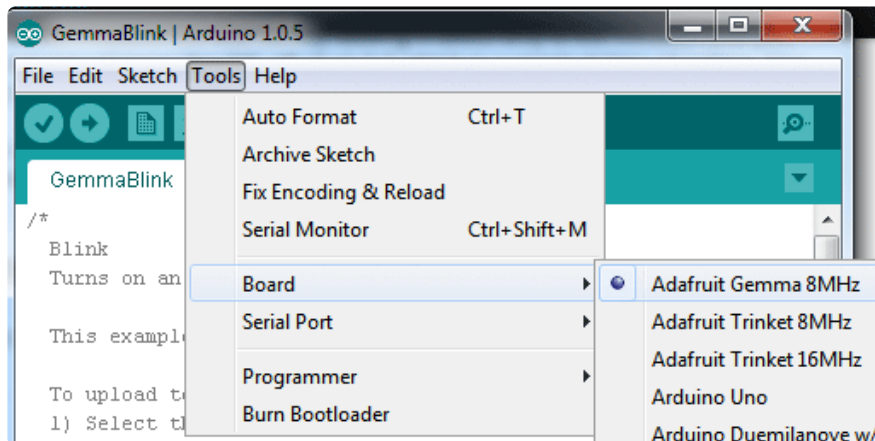 GemmaBlink | Arduino 1.0.5
File Edit Sketch Tools Help
Auto Format Ctrl+T
Archive Sketch
GemmaBlink
Fix Encoding & Reload
/*
Serial Monitor Ctrl+Shift+M
Blink
Turns on an
Board
Adafruit Gemma 8MHz
Serial Port
Adafruit Trinket 8MHz
This
Adafruit Trinket 16MHz
Programmer
To upload
Arduino Uno
Burn Bootloader
1) Select
Arduino Duemilanove w/